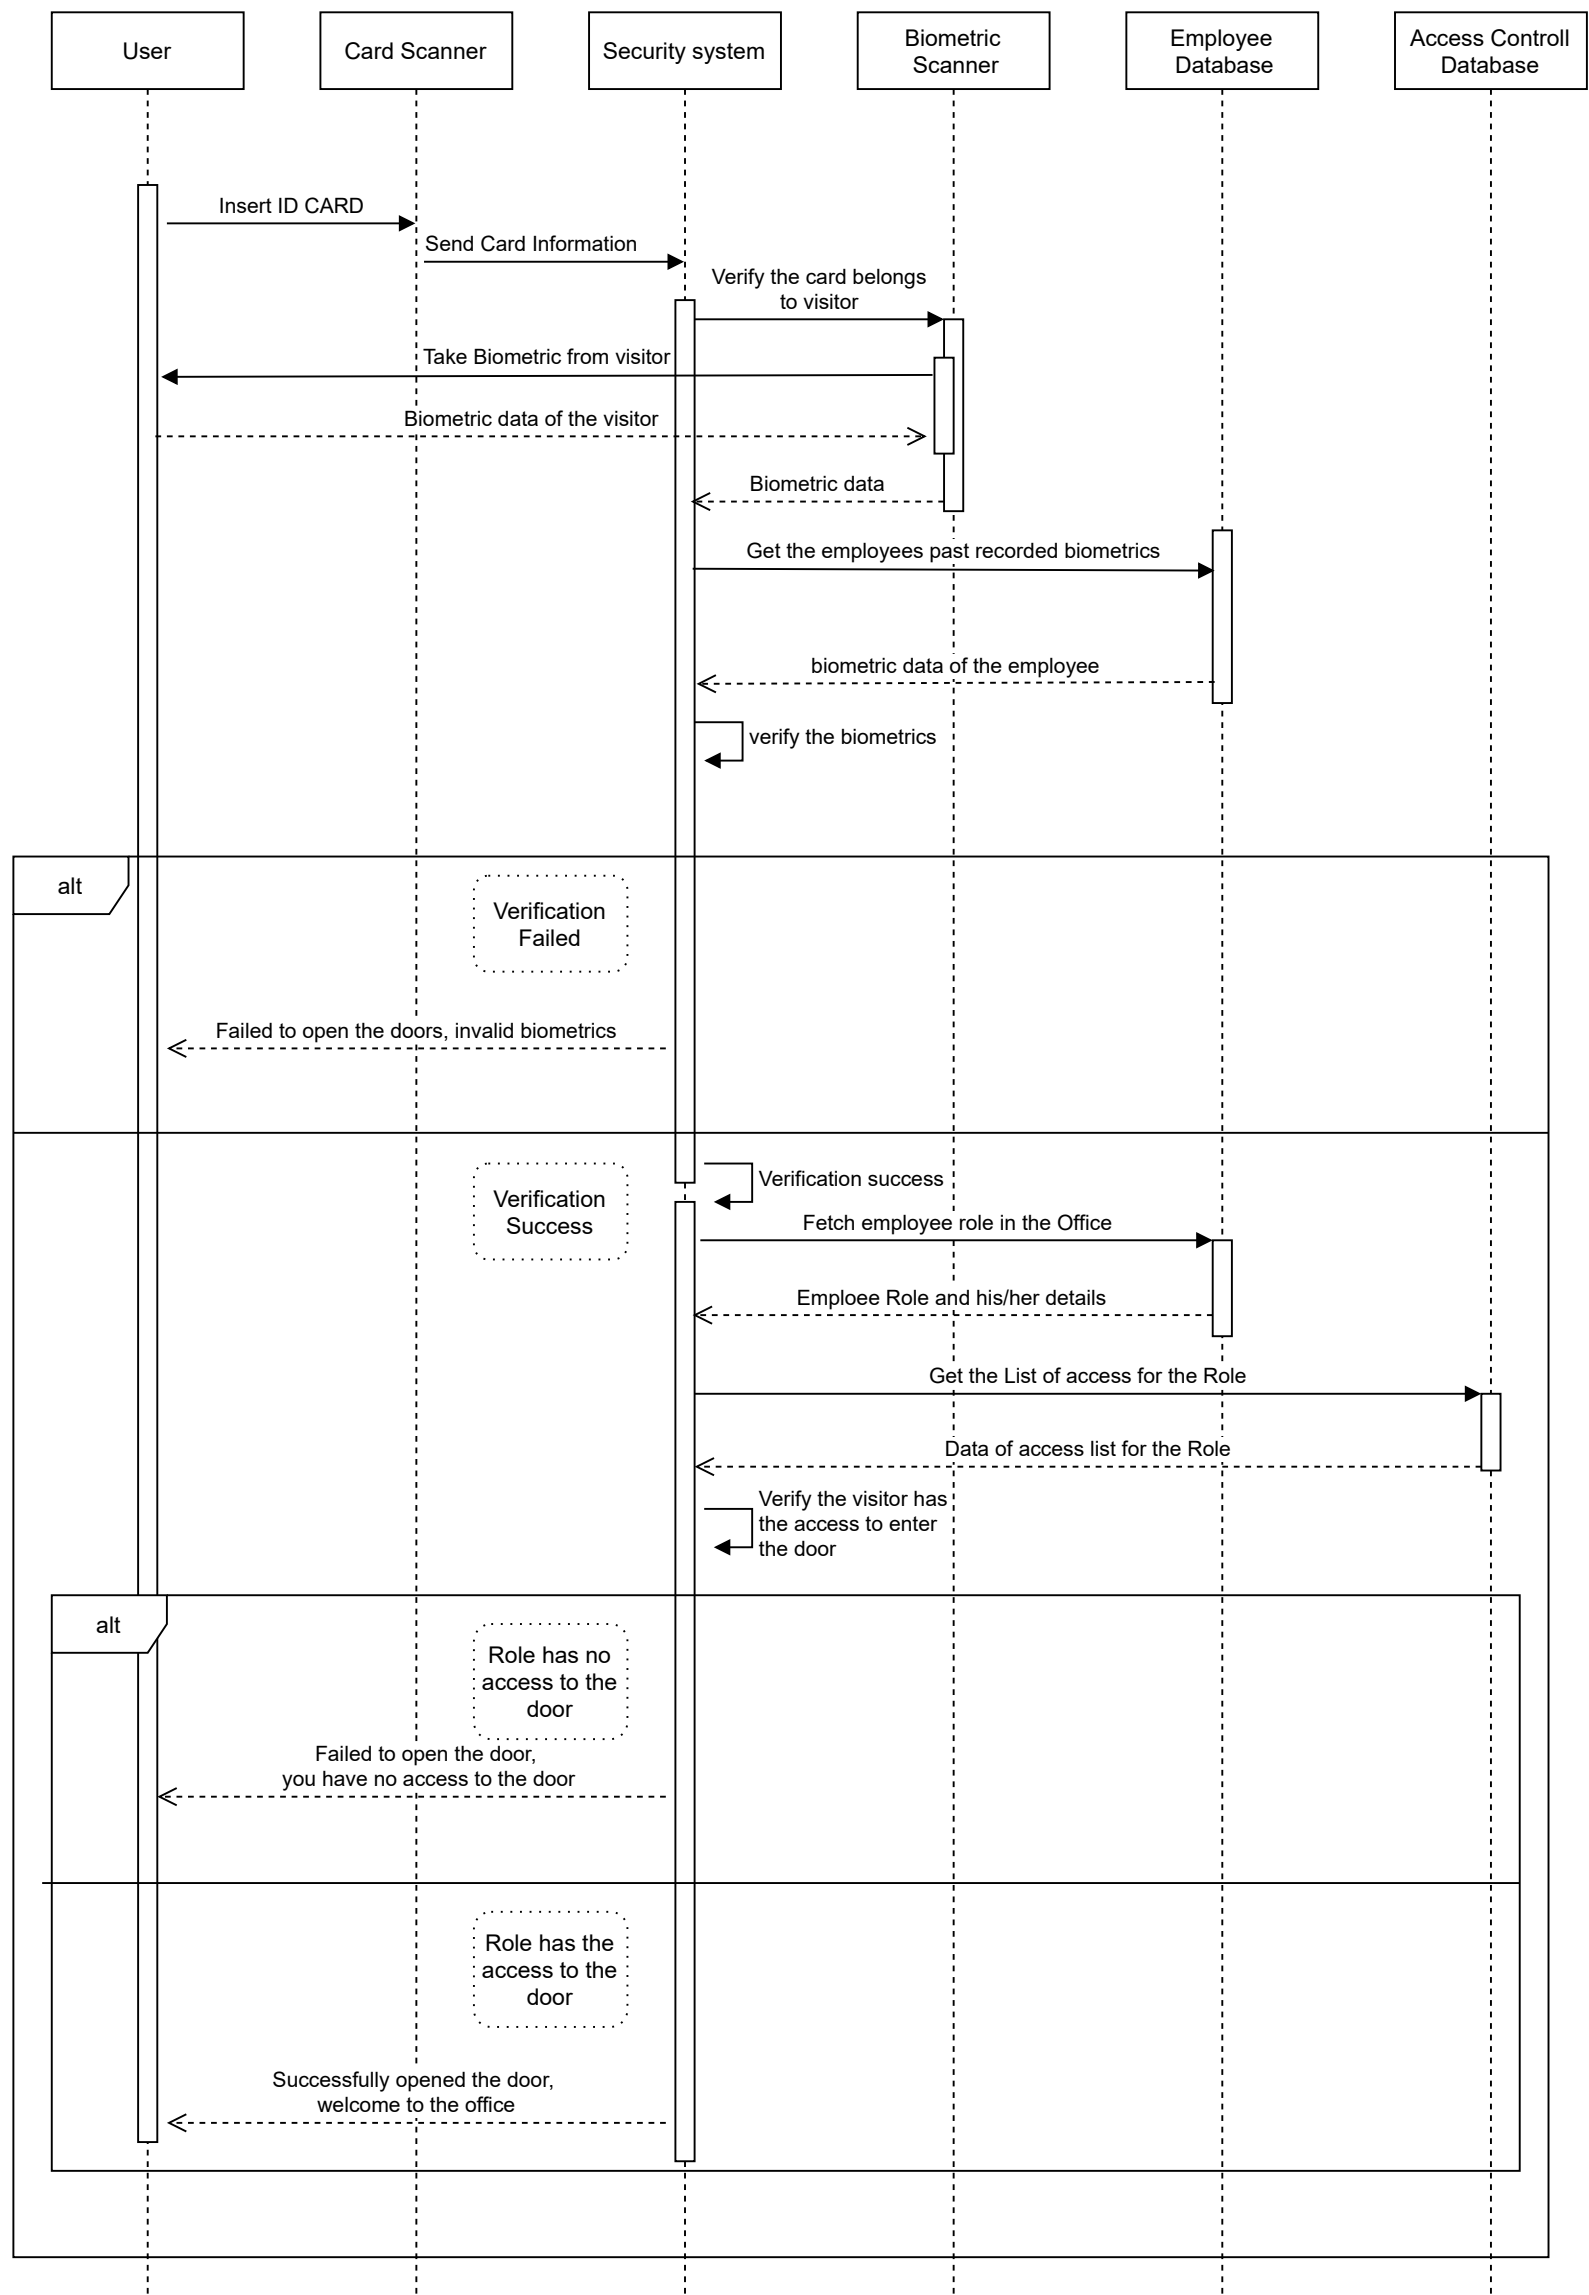 User
Card Scanner
Security system
Biometric
Scanner
Employee
Database
Access Controll
Database
Insert ID CARD
Send Card Information
Verify the card belongs
to visitor
Take Biometric from visitor
Biometric data of the visitor
Biometric data
Get the employees past recorded biometrics
biometric data of the employee
verify the biometrics
alt
Verification
Failed
Failed to open the doors, invalid biometrics
Verification
Success
Verification success
Fetch employee role in the Office
Emploee Role and his/her details
Get the List of access for the Role
Data of access list for the Role
Verify the visitor has
the access to enter
the door
alt
Role has no
access to the
door
Failed to open the door,
you have no access to the door
Role has the
access to the
door
Successfully opened the door,
welcome to the office